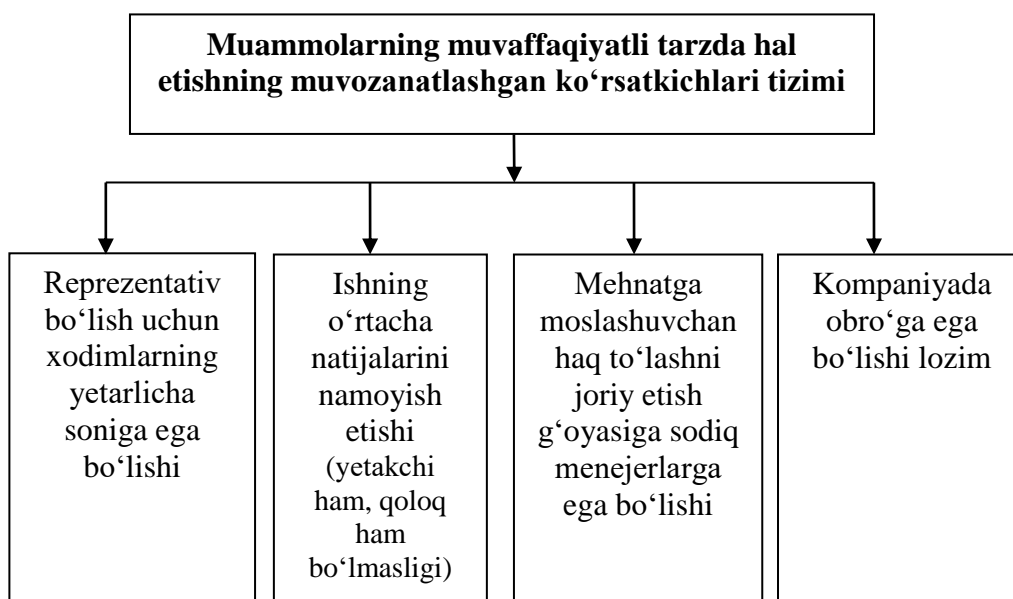 Muammolarning muvaffaqiyatli tarzda hal
etishning muvozanatlashgan ko‘rsatkichlari tizimi
Reprezentativ
bo‘lish uchun
xodimlarning
yetarlicha
soniga ega
bo‘lishi
Ishning
o‘rtacha
natijalarini
namoyish
etishi
(yetakchi
ham, qoloq
ham
bo‘lmasligi)
Mehnatga
moslashuvchan
haq to‘lashni
joriy etish
g‘oyasiga sodiq
menejerlarga
ega bo‘lishi
Kompaniyada
obro‘ga ega
bo‘lishi lozim